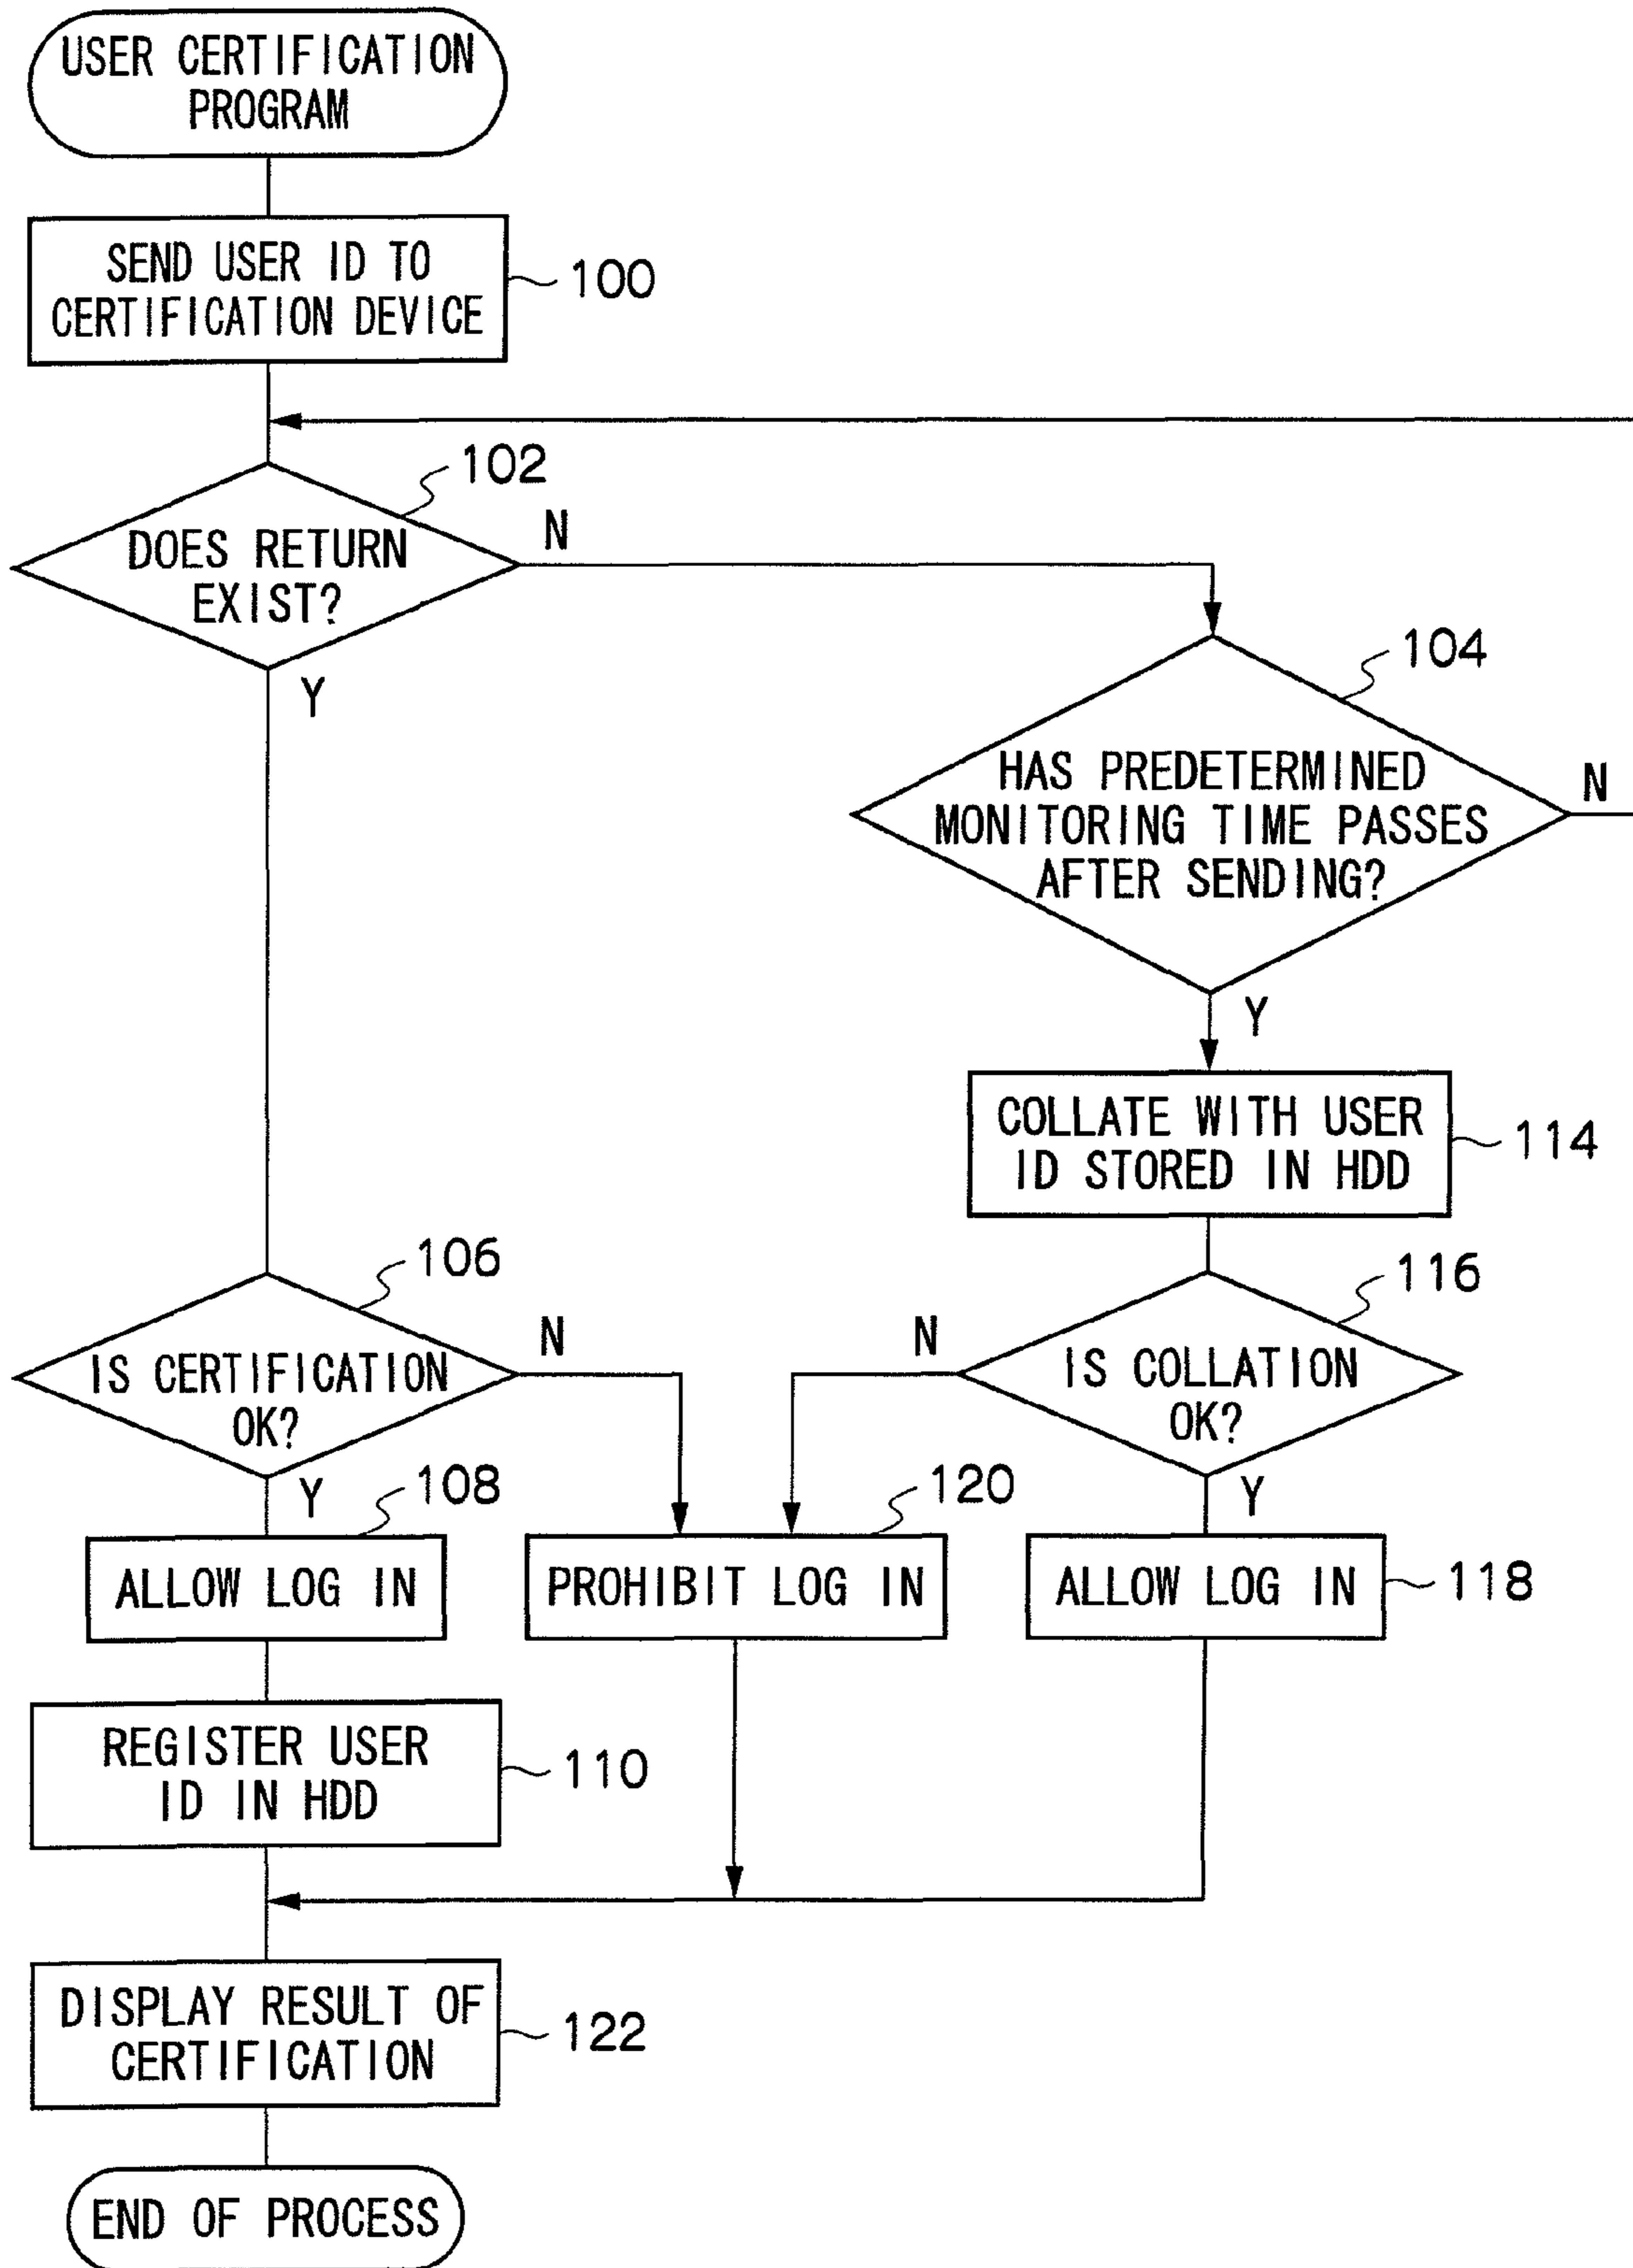 USER CERTIFICATION
PROGRAM
SEND USER ID TO
CERTIFICATION DEVICE
100
102
DOES RETURN
EXIST?
N
Y
104
HAS PREDETERMINED
MONITORING TIME PASSES
AFTER SENDING?
N
Y
COLLATE WITH USER
ID STORED IN HDD
114
106
IS CERTIFICATION
OK?
N
Y
116
IS COLLATION
OK?
N
Y
108
ALLOW LOG IN
120
PROHIBIT LOG IN
ALLOW LOG IN
118
REGISTER USER
ID IN HDD
110
DISPLAY RESULT OF
CERTIFICATION
122
END OF PROCESS